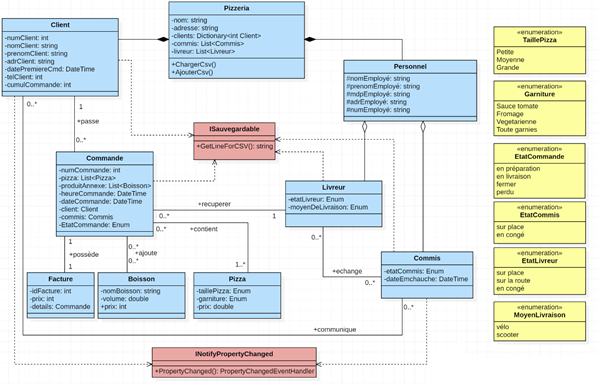 Pizzeria
-nom: string
-adresse: string
-clients: Dictionary<int Client>
-commis: List<Commis>
-livreur: List<Livreur>
+ChargerCsv()
+AjouterCsv()
Client
-numClient: int
-nomClient: string
-prenomClient: string
-adrClient: string
-datePremiereCmd: DateTime
-telClient: int
-cumulCommande: int
0..*
1
+passe
0..*
Personnel
#nomEmployé: string
#prenomEmployé: string
#mdpEmployé: string
#adrEmployé: string
#numEmployé: string
ISauvegardable
+GetLineForCSV(): string
Commande
-numCommande: int
-pizza: List<Pizza>
-produitAnnexe: List<Boisson>
-heureCommande: DateTime
-dateCommande: DateTime
-client: Client
-commis: Commis
-EtatCommande: Enum
+recuperer
0..*
1
+contient
0..*
Livreur
-etatLivreur: Enum
-moyenDeLivraison: Enum
0..*
+echange
0..*
Commis
-etatCommis: Enum
-dateEmchauche: DateTime
0..*
1
+possède
1
0..*
+ajoute
0..*
1..*
Facture
-idFacture: int
-prix: int
-details: Commande
Boisson
-nomBoisson: string
-volume: double
+prix: int
Pizza
-taillePizza: Enum
-garniture: Enum
-prix: double
+communique
INotifyPropertyChanged
+PropertyChanged(): PropertyChangedEventHandler
«enumeration»
TaillePizza
Petite
Moyenne
Grande
«enumeration»
Garniture
Sauce tomate
Fromage
Vegetarienne
Toute garnies
«enumeration»
EtatCommande
en préparation
en livraison
fermer
perdu
«enumeration»
EtatCommis
sur place
en congé
«enumeration»
EtatLivreur
sur place
sur la route
en congé
«enumeration»
MoyenLivraison
vélo
scooter